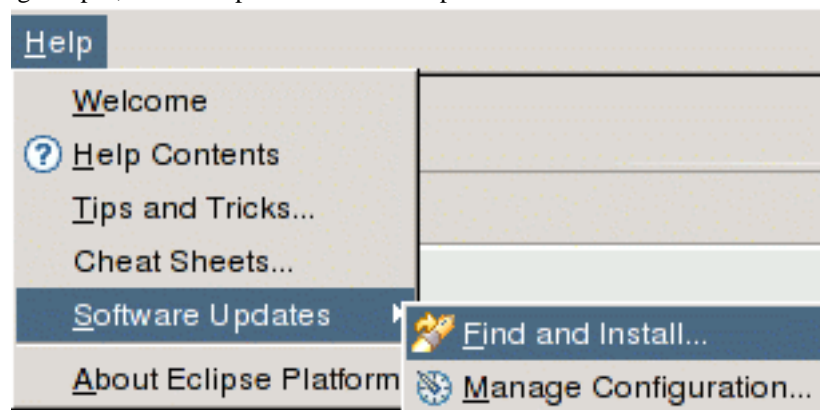 Help
Welcome
Help Contents
Tips and Tricks...
Cheat Sheets...
Software Updates
Find and Install...
About Eclipse Platform
Manage Configuration...